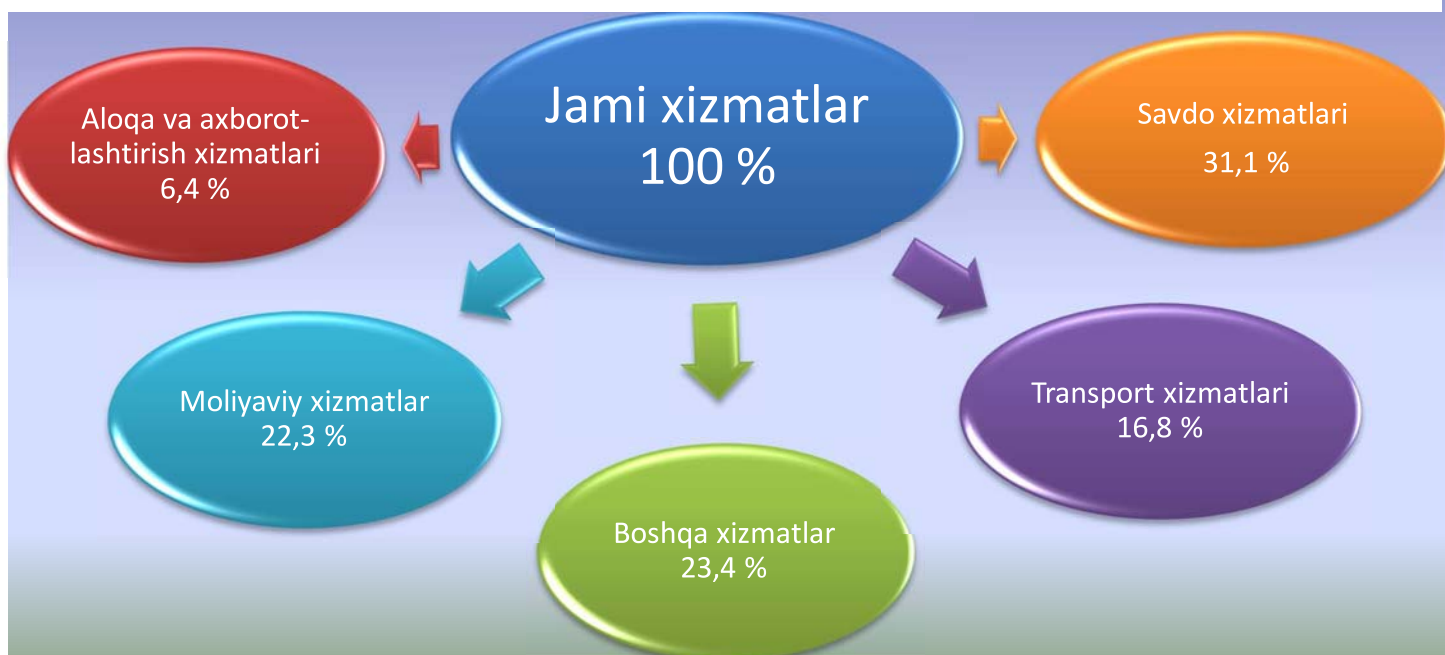 Jami xizmatlar
100 %
Aloqa va axborot-
lashtirish xizmatlari
6,4 %
Savdo xizmatlari
31,1 %
Moliyaviy xizmatlar
22,3 %
Transport xizmatlari
16,8 %
Boshqa xizmatlar
23,4 %